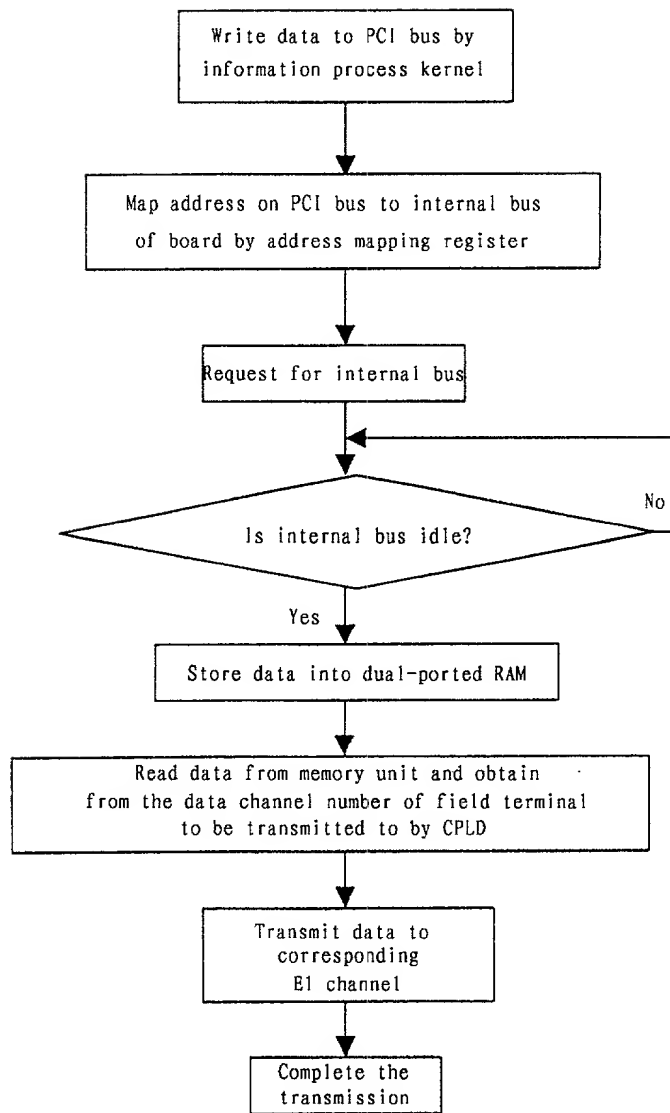 Write data to PCI bus by
information process kernel
Map address on PCI bus to internal bus
of board by address mapping register
Request for internal bus
No
Is internal bus idle?
Yes
Store data into dual-ported RAM
Read data from memory unit and obtain
from the data channel number of field terminal
to be transmitted to by CPLD
Transmit data to
corresponding
E1 channel
Complete the
transmission